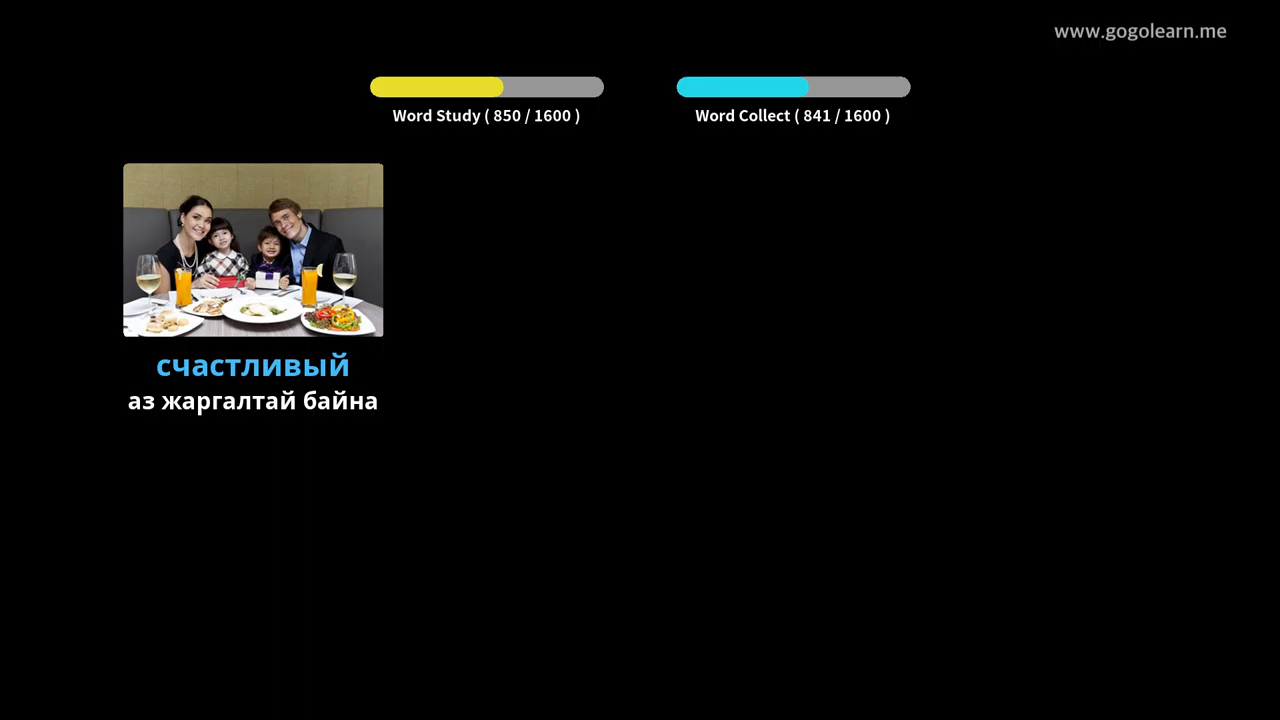 www.gogolearn.me
Word Study ( 850 / 1600 )
Word Collect ( 841 / 1600 )
счастливый
аз жаргалтай байна